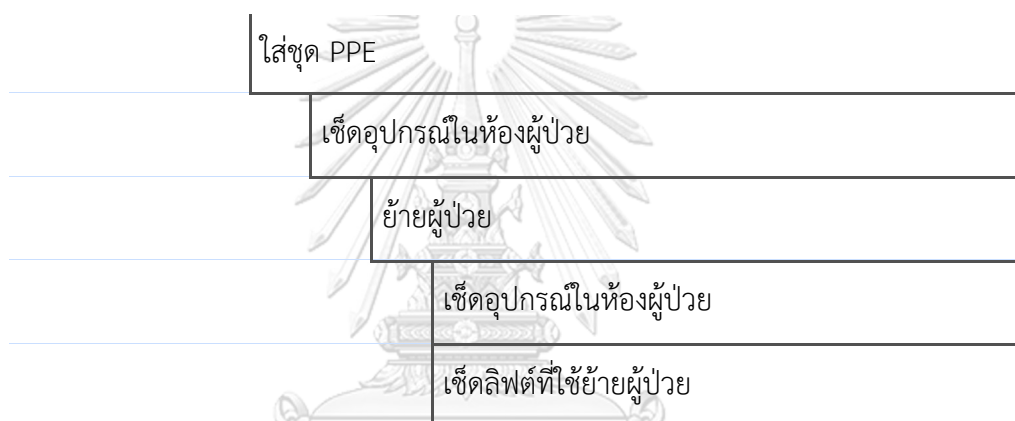 ใส่ชุด PPE
เช็ดอุปกรณ์ในห้องผู้ป่วย
ย้ายผู้ป่วย
เช็ดอุปกรณ์ในห้องผู้ป่วย
เช็ดลิฟต์ที่ใช้ย้ายผู้ป่วย